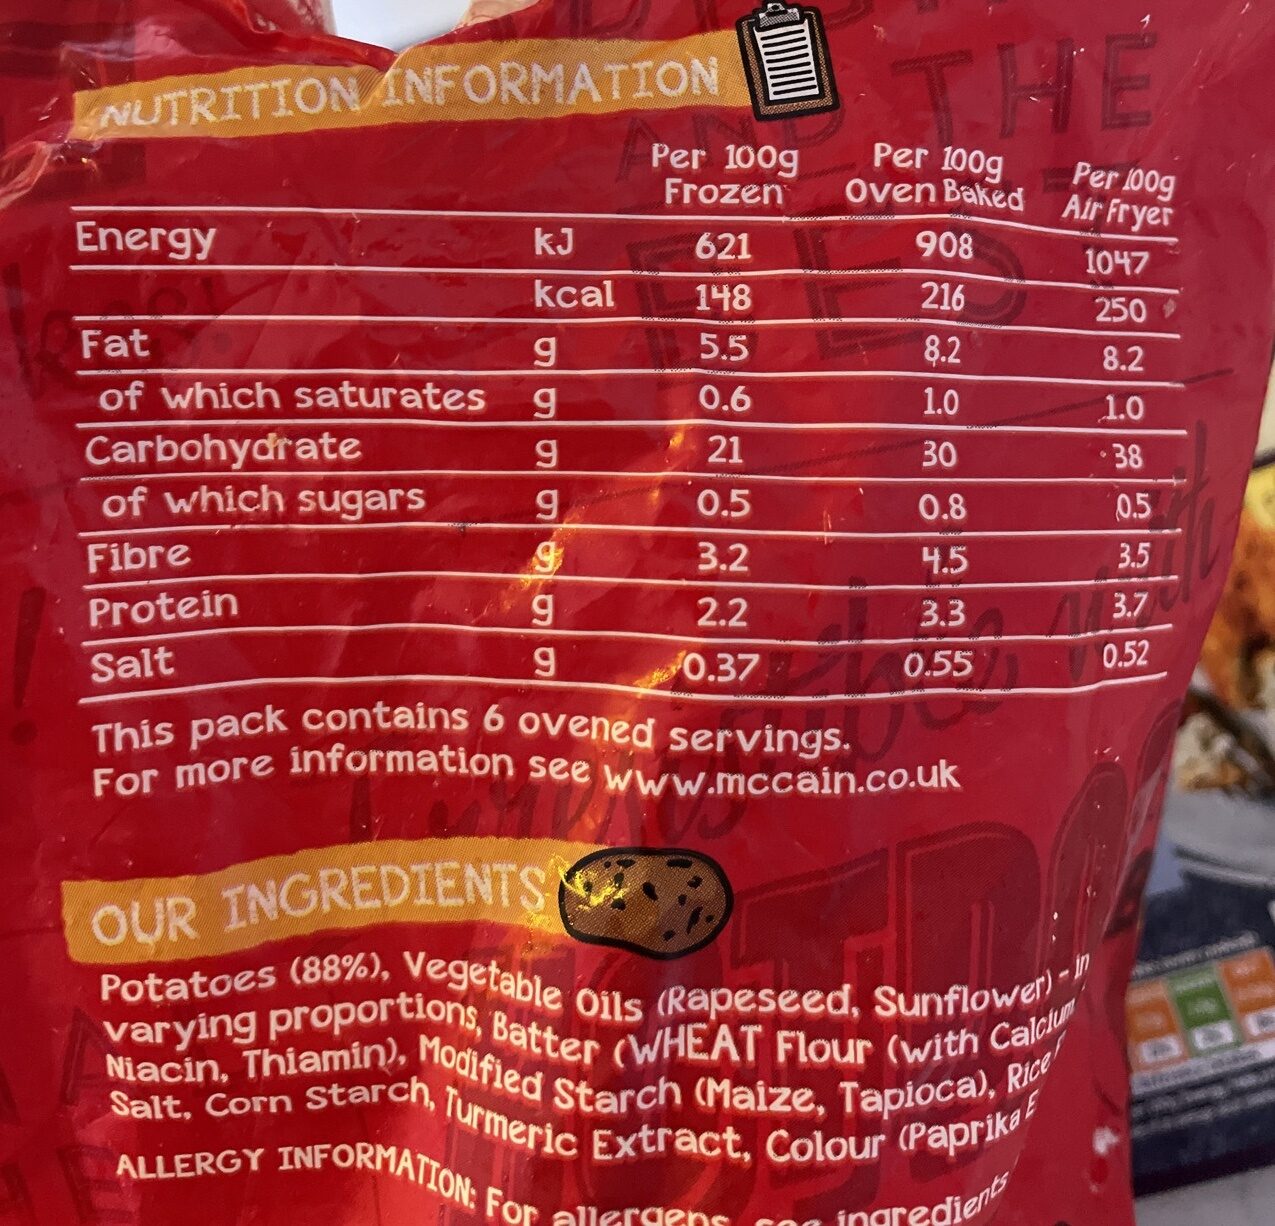 NUTRITION INFORMATION
Per 100g Frozen Per 100g Oven Baked Per 100g Air Fryer
Energy kJ 621 908 1047
kcal 148 216 250
Fat g 5.5 8.2 8.2
of which saturates g 0.6 1.0 1.0
Carbohydrate g 21 30 38
of which sugars g 0.5 0.8 0.5
Fibre g 3.2 4.5 3.5
Protein g 2.2 3.3 3.7
Salt g 0.37 0.55 0.52
This pack contains 6 ovened servings.
For more information see www.mccain.co.uk
OUR INGREDIENTS
Potatoes (88%), Vegetable Oils (Rapeseed, Sunflower) - in
varying proportions, Batter (WHEAT Flour (with Calcium,
Niacin, Thiamin), Modified Starch (Maize, Tapioca), Rice
Salt, Corn Starch, Turmeric Extract, Colour (Paprika E
ALLERGY INFORMATION: For allergens see ingredients
AND THE